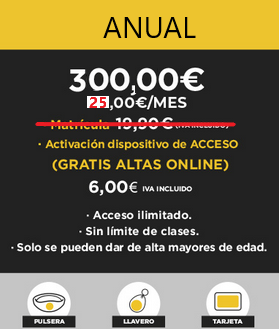 ANUAL
300,00€
25,00€/MES
Matrícula 19,90€ (IVA INCLUIDO)
· Activación dispositivo de ACCESO
(GRATIS ALTAS ONLINE)
6,00€ IVA INCLUIDO
· Acceso ilimitado.
· Sin límite de clases.
· Solo se pueden dar de alta mayores de edad.
PULSERA
LLAVERO
TARJETA